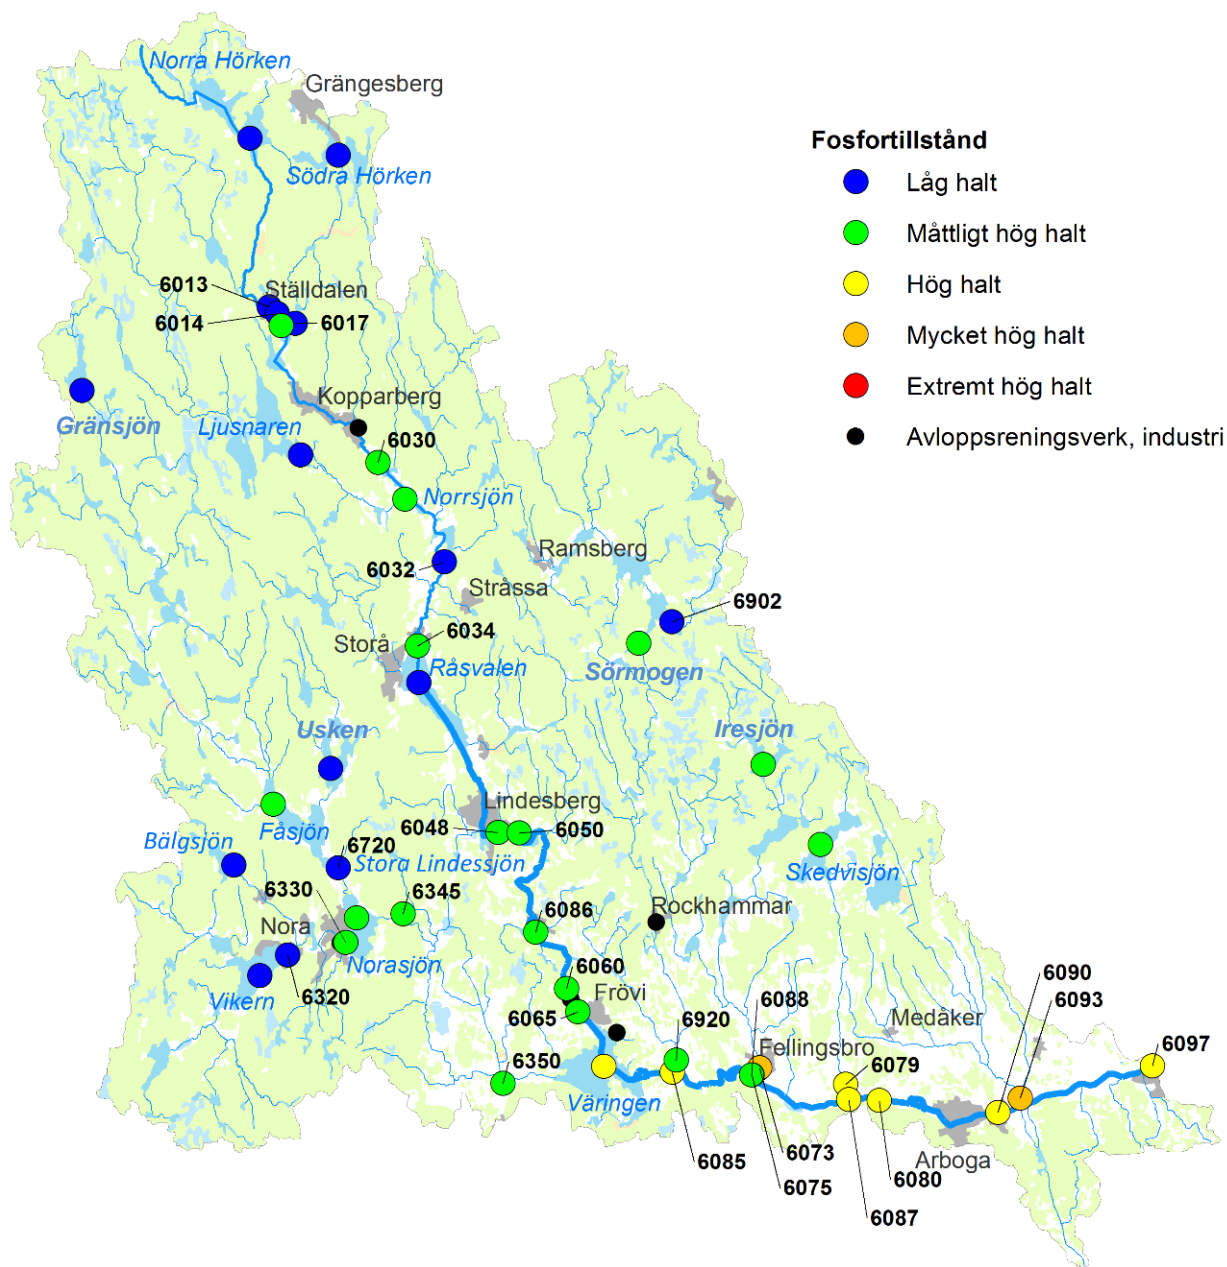 Norra Hörken
Grängesberg
Södra Hörken
Fosfortillstånd
Låg halt
Måttligt hög halt
Hög halt
Mycket hög halt
Extremt hög halt
Avloppsreningsverk, industri
6013
Ställdalen
6014
6017
Kopparberg
Gränsjön
Ljusnaren
6030
Norrsjön
Ramsberg
6032
Stråssa
6902
6034
Storå
Råsvalen
Sörmogen
Usken
Iresjön
Lindesberg
Fåsjön
6048
6050
Bälgsjön
6720
Stora Lindessjön
Skedvisjön
6330
6345
6086
Rockhammar
Nora
Norasjön
6060
6090
Vikern
6320
Frövi
6088
6093
6065
6920
Medåker
Fellingsbro
6097
6350
6079
Väringen
6085
6073
Arboga
6075
6080
6087